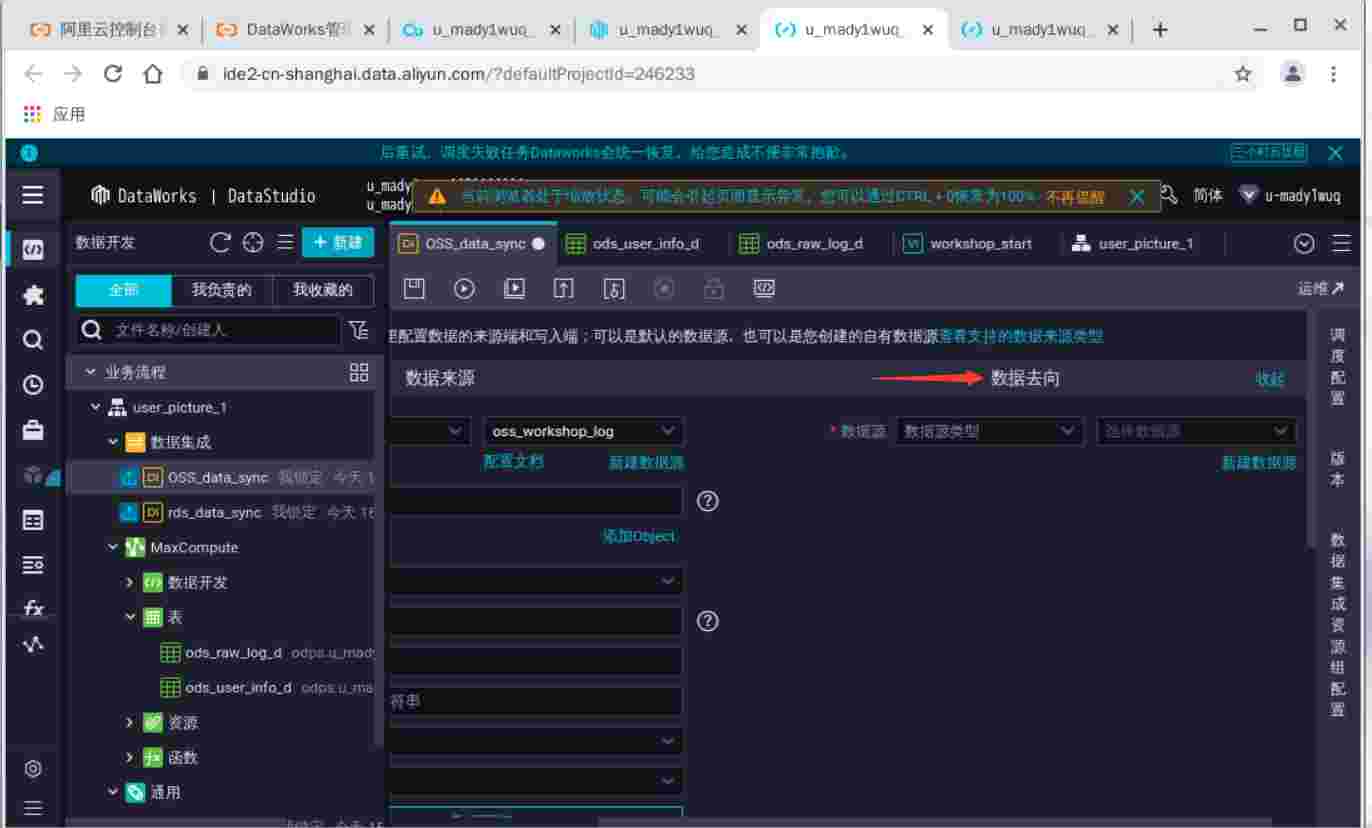 阿里云控制台
DataWorks管
u_mady1wuq_
u_mady1wuq_
u_mady1wuq_
u_mady1wuq_
ide2-cn-shanghai.data.aliyun.com/?defaultProjectId=246233
应用
后重试，调度失败任务Dataworks会统一恢复，给您造成不便非常抱歉。
DataWorks | DataStudio
u_mady
u_mady
当前浏览器处于缩放状态，可能会引起页面显示异常，您可以通过CTRL + 0恢复为100% 不再提醒
简体
u-mady1wuq
数据开发
新建
OSS_data_sync
ods_user_info_d
ods_raw_log_d
workshop_start
user_picture_1
全部
我负责的
我收藏的
运维
文件名称/创建人
配置数据的来源端和写入端；可以是默认的数据源，也可以是您创建的自有数据源查看支持的数据来源类型
业务流程
数据来源
数据去向
收起
user_picture_1
数据集成
oss_workshop_log
* 数据源
数据源类型
选择数据源
配置文档
新建数据源
新建数据源
OSS_data_sync 我锁定 今天 1
rds_data_sync 我锁定 今天 16
添加Object
MaxCompute
数据开发
表
ods_raw_log_d odps.u_mady
ods_user_info_d odps.u_ma
符串
资源
函数
通用
我锁定 今天 15
调度配置
版本
数据集成资源组配置